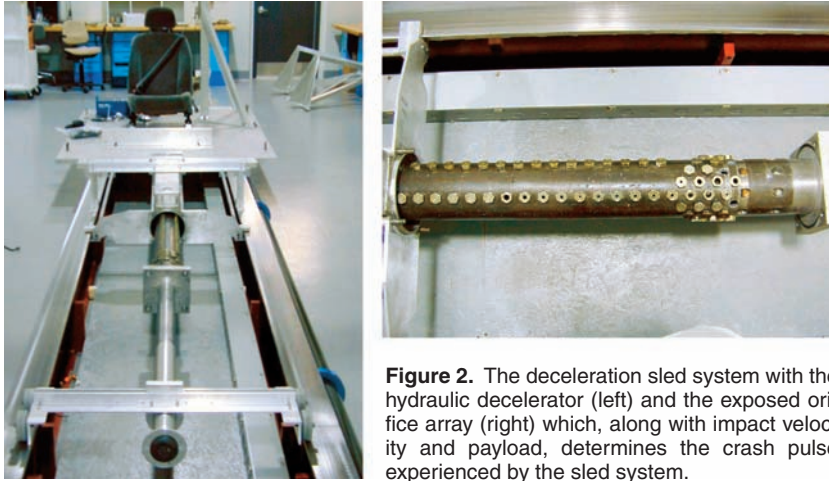 Figure 2. The deceleration sled system with the
hydraulic decelerator (left) and the exposed ori-
fice array (right) which, along with impact veloc-
ity and payload, determines the crash pulse
experienced by the sled system.